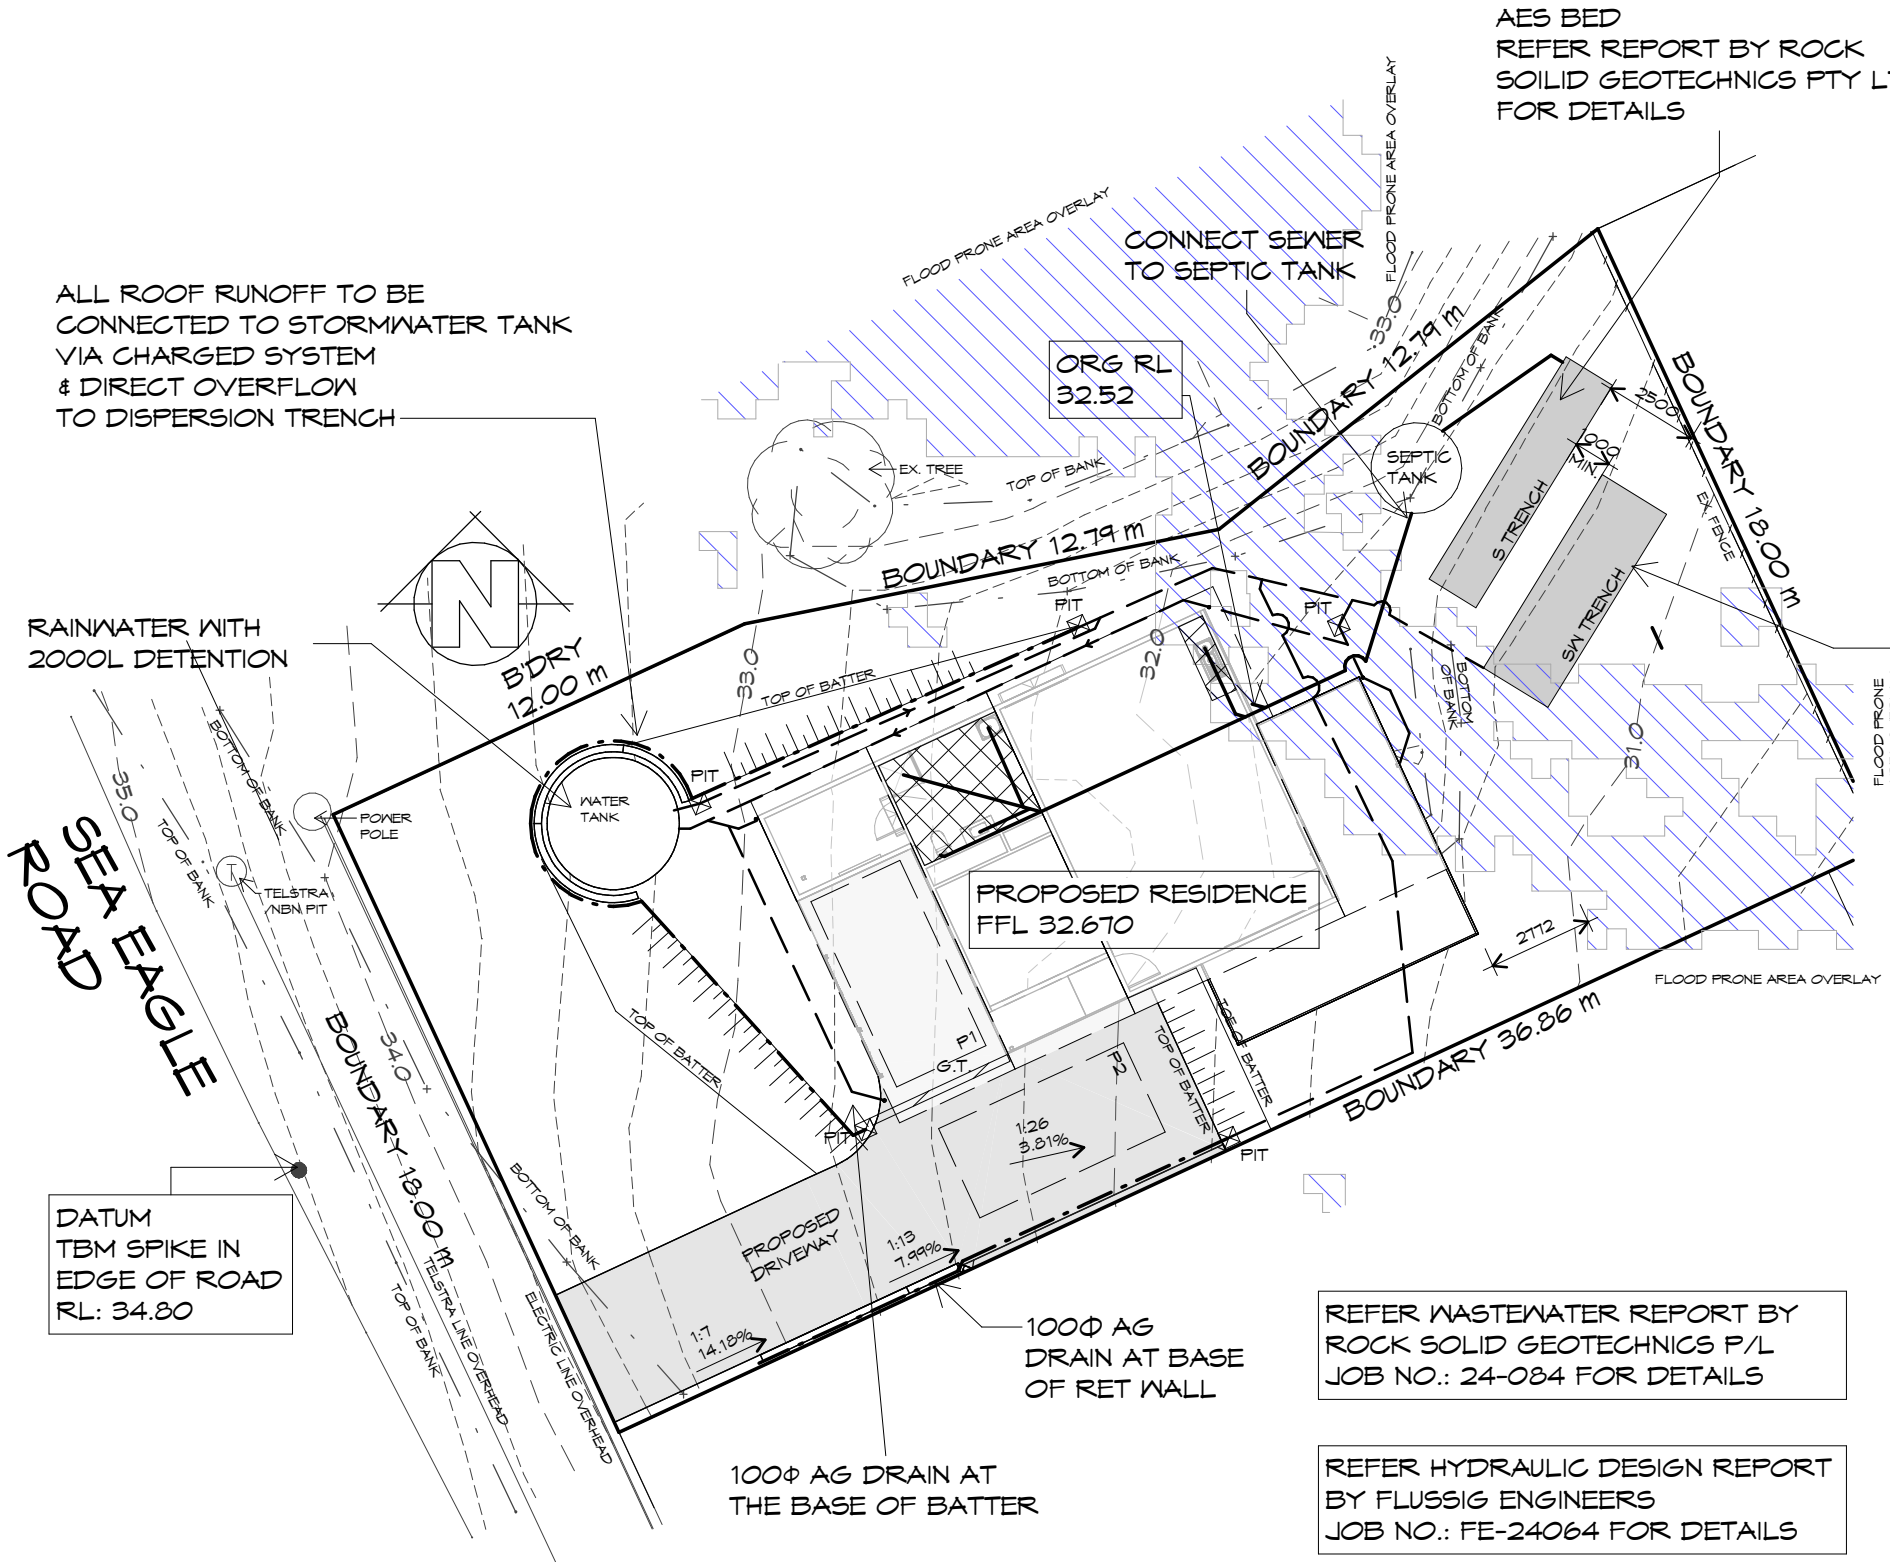 AES BED
REFER REPORT BY ROCK
SOILID GEOTECHNICS PTY
FOR DETAILS
FLOOD PRONE AREA OVERLAY
FLOOD PRONE AREA OVERLAY
CONNECT SEWER
TO SEPTIC TANK
ALL ROOF RUNOFF TO BE
CONNECTED TO STORMWATER TANK
VIA CHARGED SYSTEM
& DIRECT OVERFLOW
TO DISPERSION TRENCH
ORG RL
32.52
33.0
BOUNDARY 12.79 m
BOTTOM OF BANK
BOUNDARY 18.00 m
2500
1000
MIN.
EX. FENCE
SEPTIC
TANK
S TRENCH
SW TRENCH
EX. TREE
TOP OF BANK
BOUNDARY 12.79 m
BOTTOM OF BANK
PIT
PIT
N
RAINWATER WITH
2000L DETENTION
B'DRY
12.00 m
33.0
TOP OF BATTER
32.0
BOTTOM
OF BANK
31.0
FLOOD PRONE
35.0
BOTTOM OF BANK
TOP OF BANK
POWER
POLE
WATER
TANK
PIT
SEA EAGLE
ROAD
T
TELSTRA
/NBN PIT
PROPOSED RESIDENCE
FFL 32.670
2772
FLOOD PRONE AREA OVERLAY
BOUNDARY 36.86 m
34.0
BOUNDARY 18.00 m
TOP OF BATTER
P1
G.T.
P2
TOP OF BATTER
TOE OF BATTER
1:26
3.81%
PIT
PIT
DATUM
TBM SPIKE IN
EDGE OF ROAD
RL: 34.80
BOTTOM OF BANK
PROPOSED
DRIVEWAY
1:13
7.99%
1:7
14.18%
TOP OF BANK
TELSTRA LINE OVERHEAD
ELECTRIC LINE OVERHEAD
100Φ AG
DRAIN AT BASE
OF RET WALL
100Φ AG DRAIN AT
THE BASE OF BATTER
REFER WASTEWATER REPORT BY
ROCK SOLID GEOTECHNICS P/L
JOB NO.: 24-084 FOR DETAILS
REFER HYDRAULIC DESIGN REPORT
BY FLUSSIG ENGINEERS
JOB NO.: FE-24064 FOR DETAILS